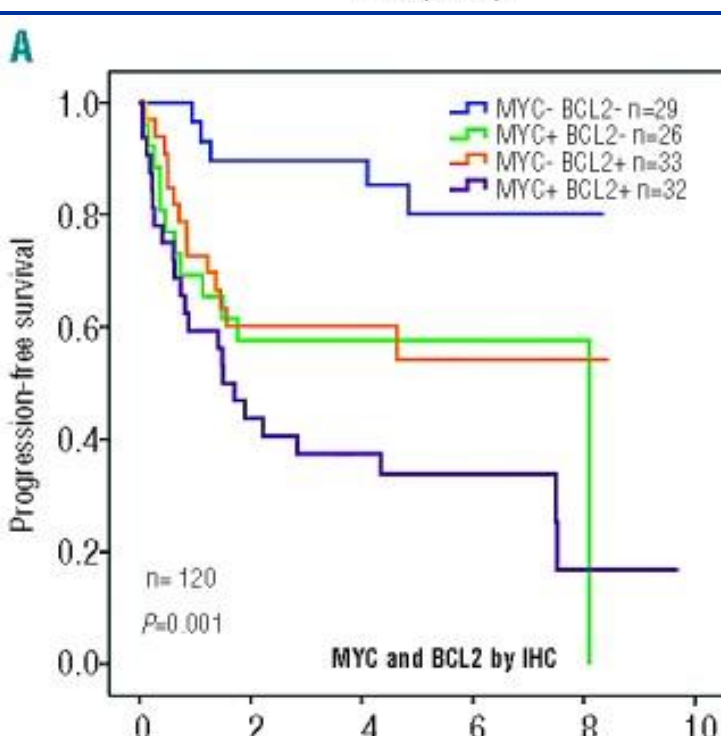 A
1.0
0.8
0.6
0.4
0.2
0.0
Progression-free survival
MYC- BCL2- n=29
MYC+ BCL2- n=26
MYC- BCL2+ n=33
MYC+ BCL2+ n=32
n= 120
P=0.001
MYC and BCL2 by IHC
0 2 4 6 8 10